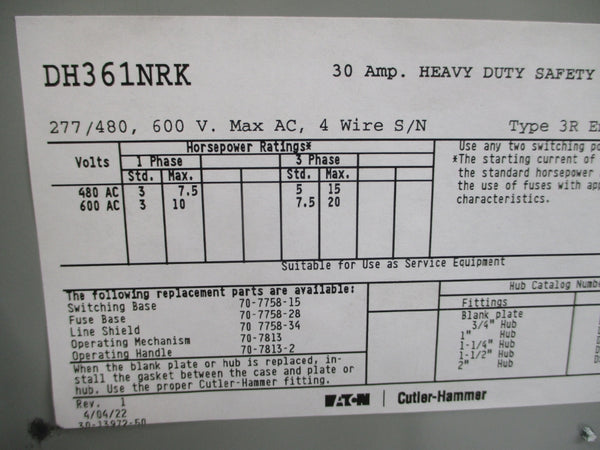 DH361NRK
30 Amp. HEAVY DUTY SAFETY
277/480, 600 V. Max AC, 4 Wire S/N
Type 3R
Horsepower Ratings*
Volts
1 Phase
3 Phase
Std. Max. Std. Max.
480 AC 3 7.5 5 15
600 AC 3 10 7.5 20
Use any two switching
*The starting current of
the standard horsepower
the use of fuses with
characteristics.
Suitable for Use as Service Equipment
The following replacement parts are available:
Switching Base 70-7758-15
Fuse Base 70-7758-28
Line Shield 70 7758-34
Operating Mechanism 70-7813
Operating Handle 70-7813-2
When the blank plate or hub is replaced, in-
stall the gasket between the case and plate or
hub. Use the proper Cutler-Hammer fitting.
Hub Catalog
Fittings
Blank plate
3/4" Hub
1" Hub
1-1/4" Hub
1-1/2" Hub
2" Hub
Rev. 1
4/04/22
30-13972-50
EATON | Cutler-Hammer